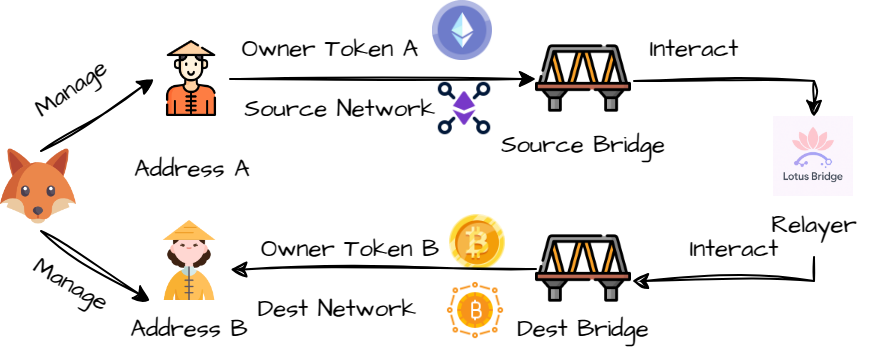 Owner Token A
Interact
Manage
Source Network
Source Bridge
Address A
Lotus Bridge
Relayer
Owner Token B
Interact
Manage
Dest Network
Address B
Dest Bridge